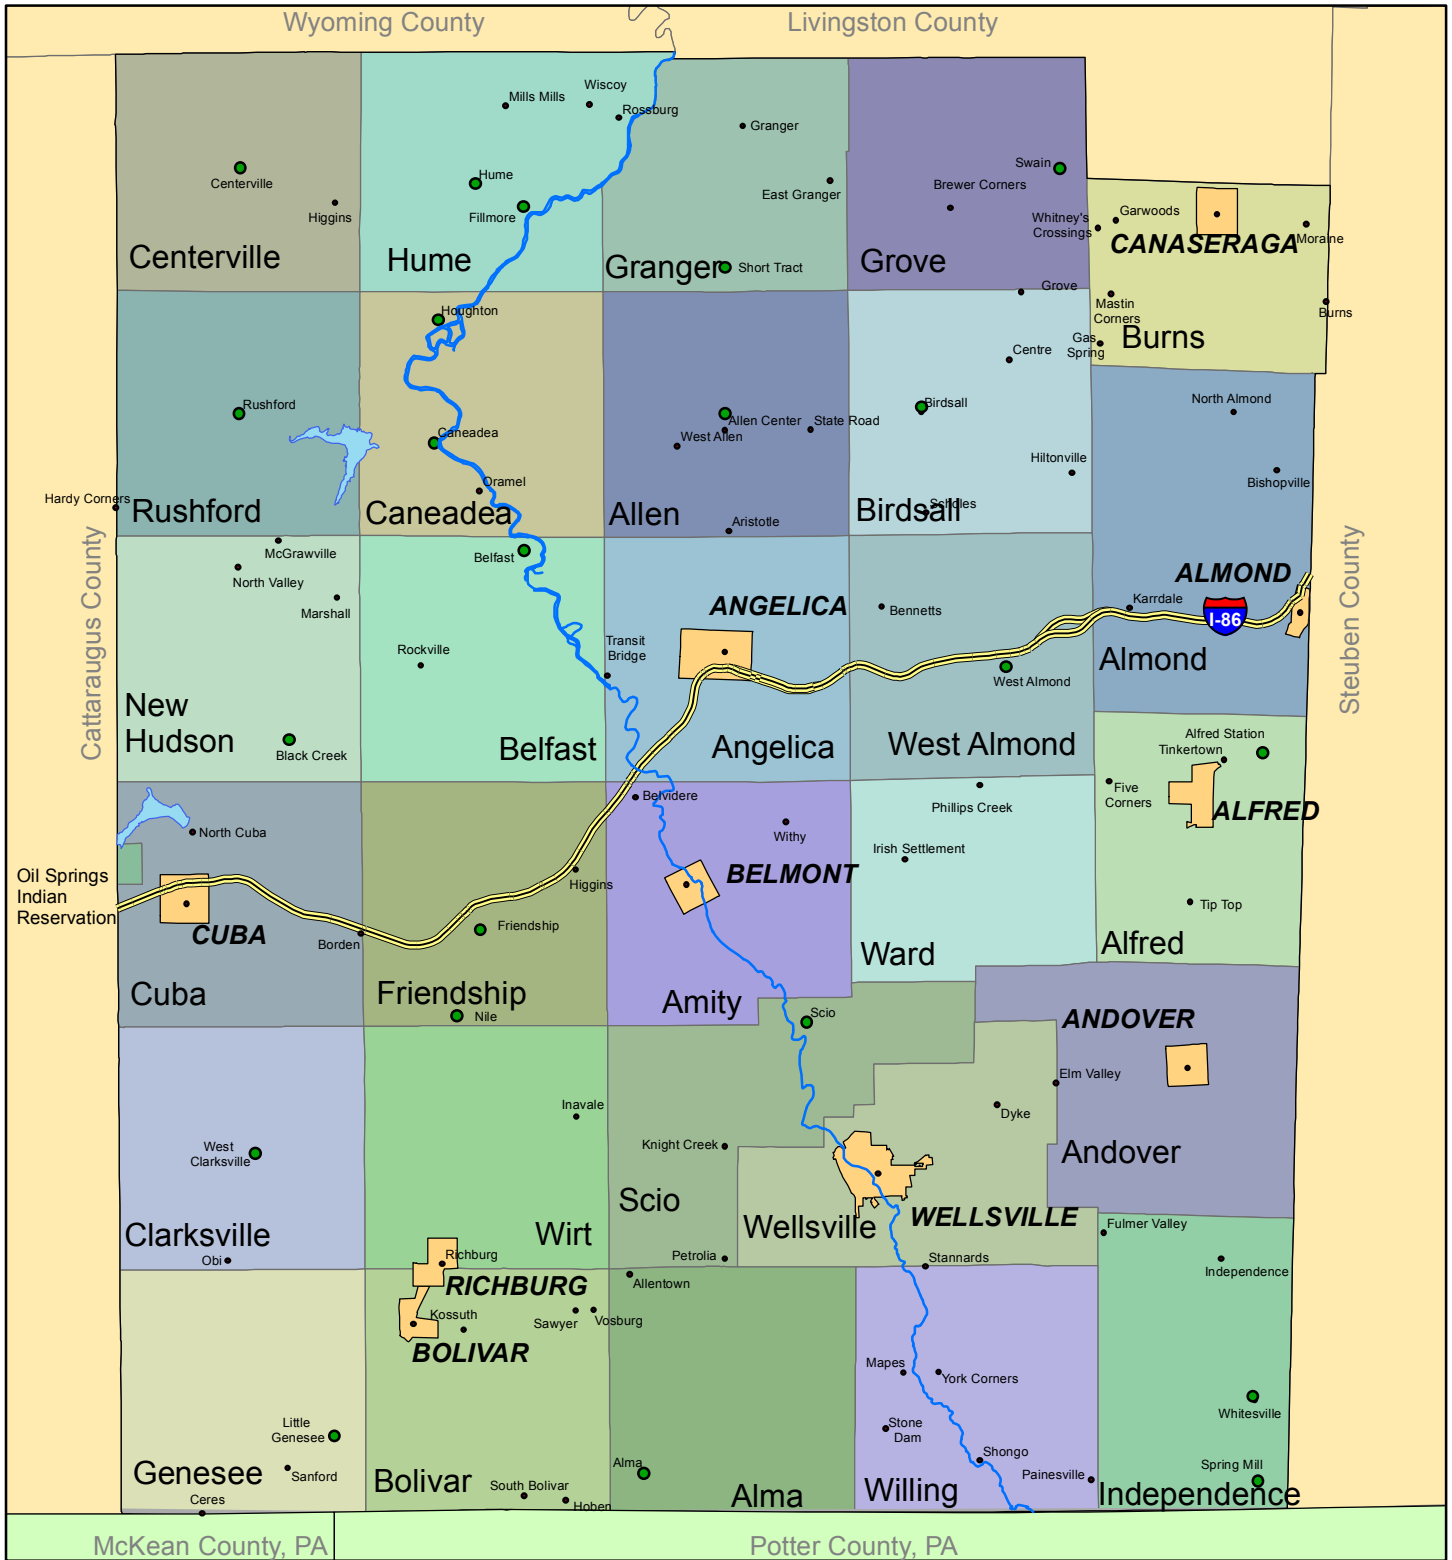 Wyoming County
Livingston County
Mills Mills
Wiscoy
Rossburg
Granger
Centerville
Higgins
Hume
Fillmore
East Granger
Short Tract
Swain
Brewer Corners
Whitney's
Crossings
Garwoods
Moraine
CANASERAGA
Centerville
Hume
Granger
Grove
Grove
Mastin
Corners
Burns
Burns
Gas
Spring
Houghton
Centre
Rushford
Caneadea
Allen Center
West Allen
State Road
Birdsall
North Almond
Hiltonville
Bishopville
Oramel
Hardy Corners
Rushford
Caneadea
Allen
Birdsall
Scholes
Aristotle
Cattaraugus County
Steuben County
McGrawville
North Valley
Marshall
Belfast
ALMOND
ANGELICA
Bennetts
Karrdale
I-86
Rockville
Transit
Bridge
West Almond
Almond
New
Hudson
Black Creek
Belfast
Angelica
West Almond
Alfred Station
Tinkertown
Five
Corners
ALFRED
Belvidere
Phillips Creek
North Cuba
Withy
Irish Settlement
Oil Springs
Indian
Reservation
Higgins
BELMONT
CUBA
Borden
Friendship
Tip Top
Cuba
Friendship
Nile
Amity
Ward
Alfred
Scio
ANDOVER
Elm Valley
Inavale
Dyke
West
Clarksville
Knight Creek
Andover
Scio
Clarksville
Wirt
Wellsville
WELLSVILLE
Fulmer Valley
Obi
Richburg
Petrolia
Stannards
Independence
RICHBURG
Allentown
Kossuth
Sawyer
Vosburg
BOLIVAR
Mapes
York Corners
Whitesville
Little
Genesee
Stone
Dam
Sanford
Genesee
Alma
Shongo
Painesville
Spring Mill
Bolivar
South Bolivar
Hoben
Alma
Willing
Independence
Ceres
McKean County, PA
Potter County, PA